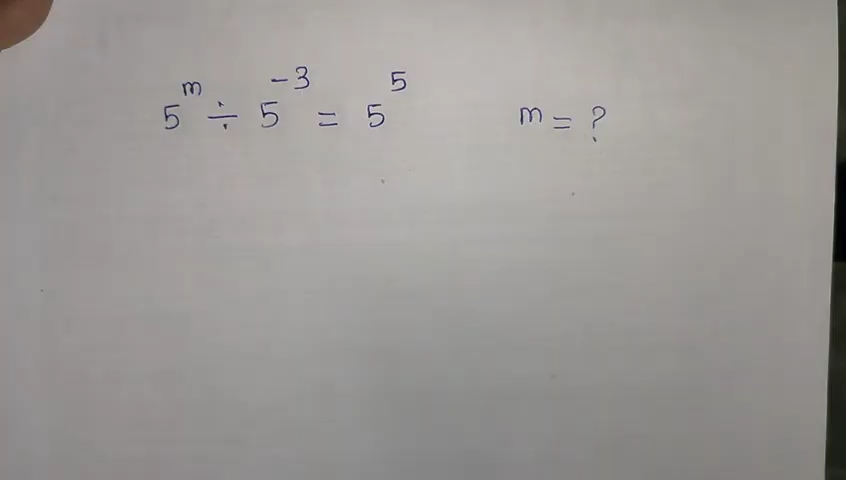 5^m ÷ 5^-3 = 5^5 m = ?